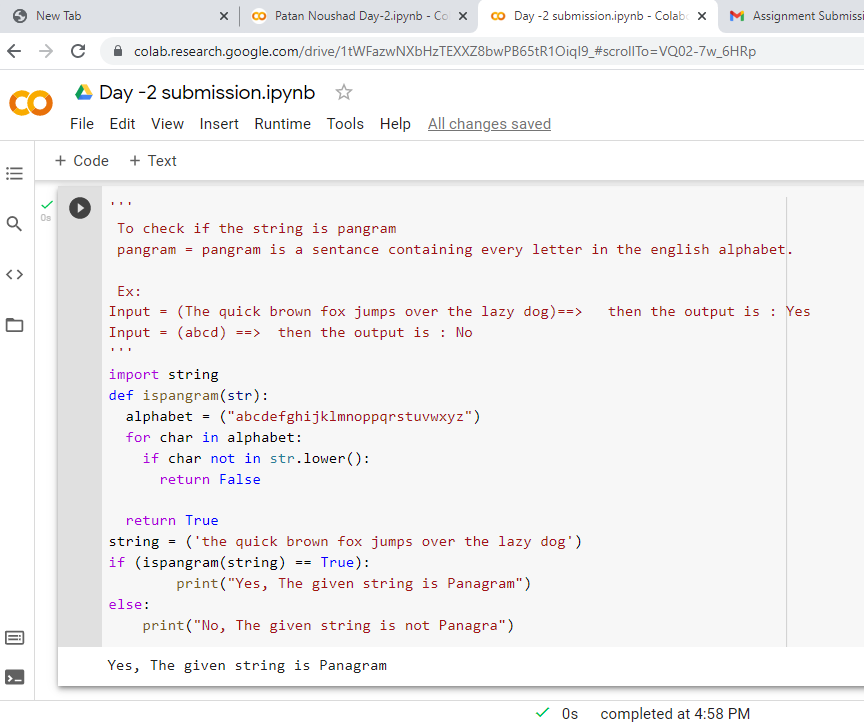 New Tab
Patan Noushad Day-2.ipynb - Co
Day -2 submission.ipynb - Colab
Assignment Submissi
colab.research.google.com/drive/1tWFazwNXbHzTEXXZ8bwPB65tR1OiqI9_#scrollTo=VQ02-7w_6HRp
Day -2 submission.ipynb
File Edit View Insert Runtime Tools Help All changes saved
+ Code + Text
0s
'''
 To check if the string is pangram
 pangram = pangram is a sentance containing every letter in the english alphabet.
 Ex:
Input = (The quick brown fox jumps over the lazy dog)==>   then the output is : Yes
Input = (abcd) ==>  then the output is : No
'''
import string
def ispangram(str):
  alphabet = ("abcdefghijklmnoppqrstuvwxyz")
  for char in alphabet:
    if char not in str.lower():
      return False
  return True
string = ('the quick brown fox jumps over the lazy dog')
if (ispangram(string) == True):
        print("Yes, The given string is Panagram")
else:
    print("No, The given string is not Panagra")
Yes, The given string is Panagram
0s completed at 4:58 PM